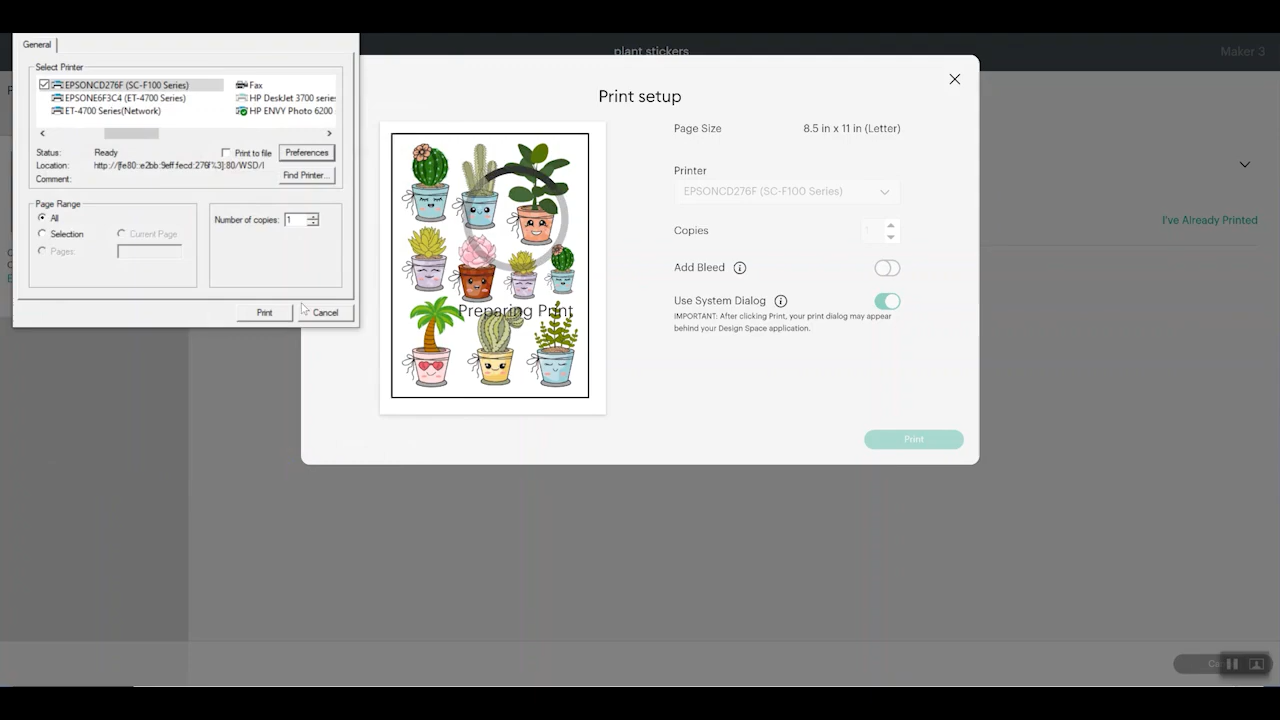 plant stickers
Maker 3
General
Select Printer
EPSONCD276F (SC-F100 Series)
Fax
EPSONE6F3C4 (ET-4700 Series)
HP DeskJet 3700 serie
ET-4700 Series(Network)
HP ENVY Photo 6200
Status:
Ready
Print to file
Preferences
Location:
Comment:
Find Printer...
Page Range
All
Selection
Current Page
Pages:
Number of copies:
1
Print
Cancel
Print setup
Page Size
8.5 in x 11 in (Letter)
Printer
EPSONCD276F (SC-F100 Series)
Copies
1
Add Bleed
Use System Dialog
IMPORTANT: After clicking Print, your print dialog may appear
behind your Design Space application.
Preparing Print
Print
I've Already Printed